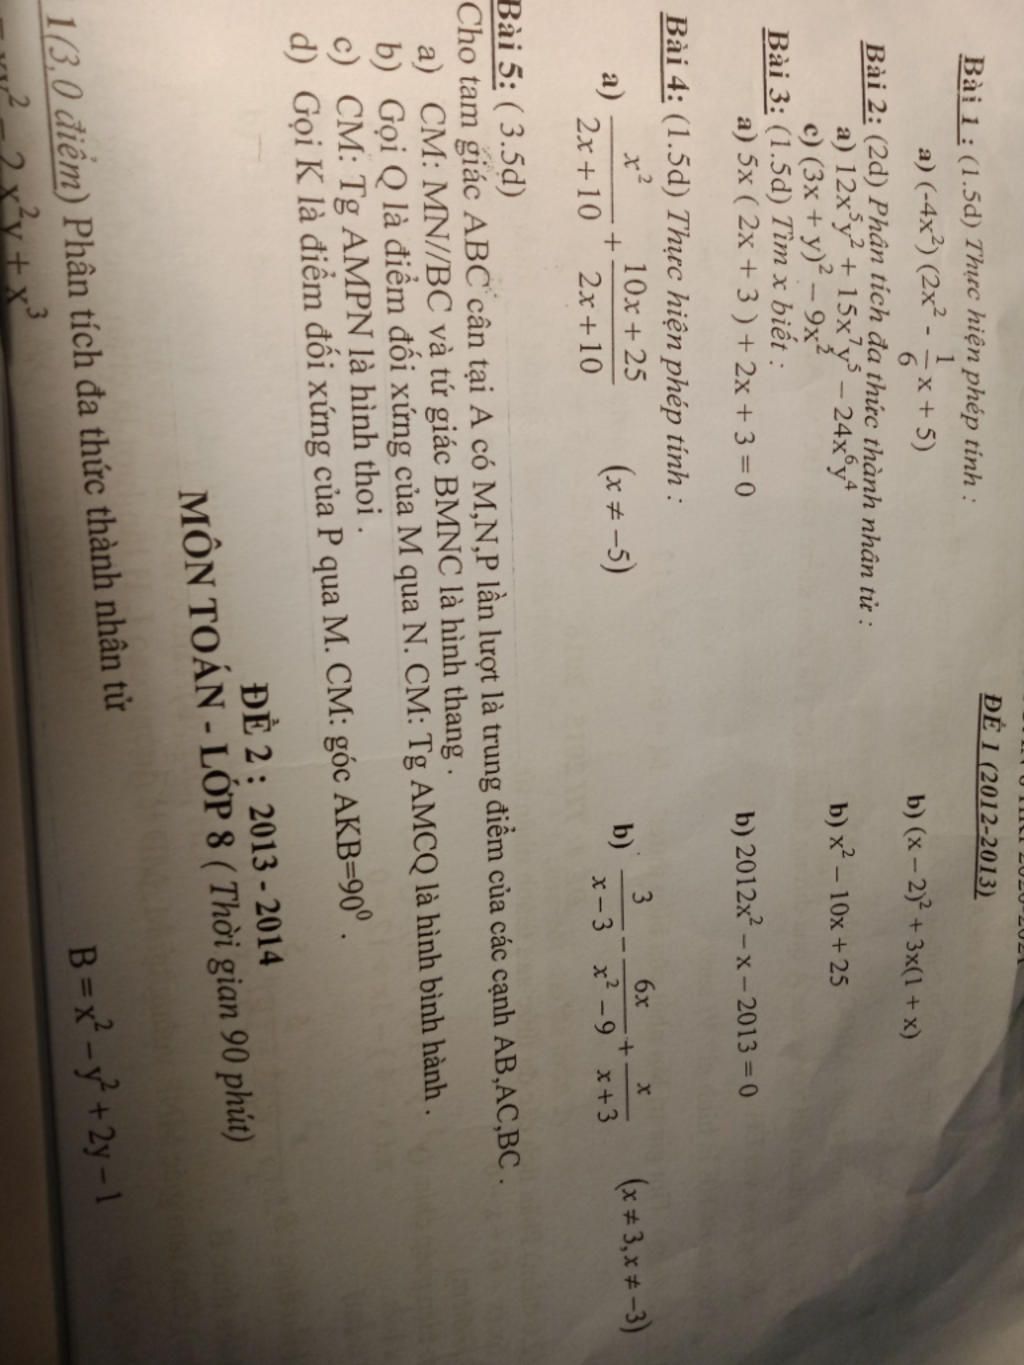 ĐỀ 1 (2012-2013)
Bài 1 : (1.5d) Thực hiện phép tính :
a) (-4x²) (2x² - 1/6 x + 5) b) (x – 2)² + 3x(1 + x)
Bài 2: (2d) Phân tích đa thức thành nhân tử :
a) 12x⁵y² + 15x⁷y⁵ – 24x⁶y⁴ b) x² – 10x + 25
c) (3x + y)² – 9x²
Bài 3: (1.5d) Tìm x biết :
a) 5x ( 2x + 3 ) + 2x + 3 = 0 b) 2012x² – x – 2013 = 0
Bài 4: (1.5d) Thực hiện phép tính :
a) x²/(2x + 10) + (10x + 25)/(2x + 10) (x ≠ –5) b) 3/(x – 3) – 6x/(x² – 9) + x/(x + 3) (x ≠ 3, x ≠ –3)
Bài 5: ( 3.5d)
Cho tam giác ABC cân tại A có M,N,P lần lượt là trung điểm của các cạnh AB,AC,BC .
a) CM: MN//BC và tứ giác BMNC là hình thang .
b) Gọi Q là điểm đối xứng của M qua N. CM: Tg AMCQ là hình bình hành .
c) CM: Tg AMPN là hình thoi .
d) Gọi K là điểm đối xứng của P qua M. CM: góc AKB=90⁰ .
ĐỀ 2 : 2013 - 2014
MÔN TOÁN - LỚP 8 ( Thời gian 90 phút)
1(3,0 điểm) Phân tích đa thức thành nhân tử
xy² – 2x²y + x³ B = x² – y² + 2y – 1